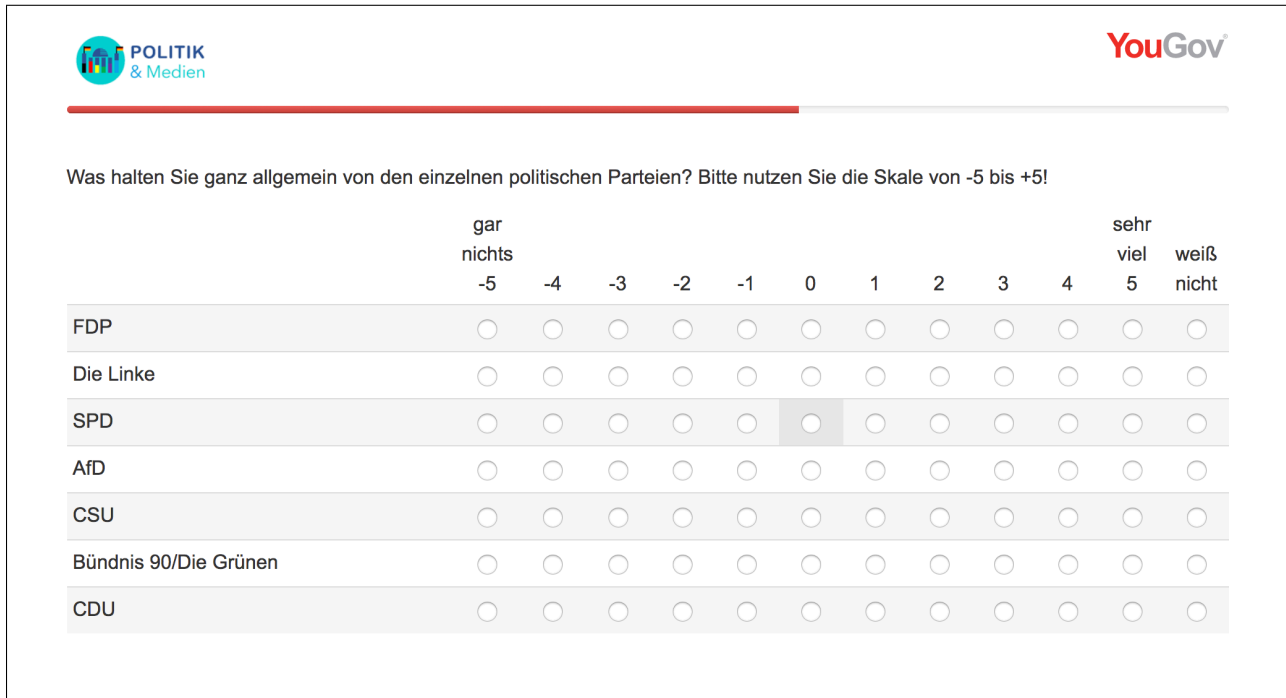 POLITIK
& Medien
YouGov®
Was halten Sie ganz allgemein von den einzelnen politischen Parteien? Bitte nutzen Sie die Skale von -5 bis +5!
gar sehr
nichts viel weiß
-5 -4 -3 -2 -1 0 1 2 3 4 5 nicht
FDP
Die Linke
SPD
AfD
CSU
Bündnis 90/Die Grünen
CDU